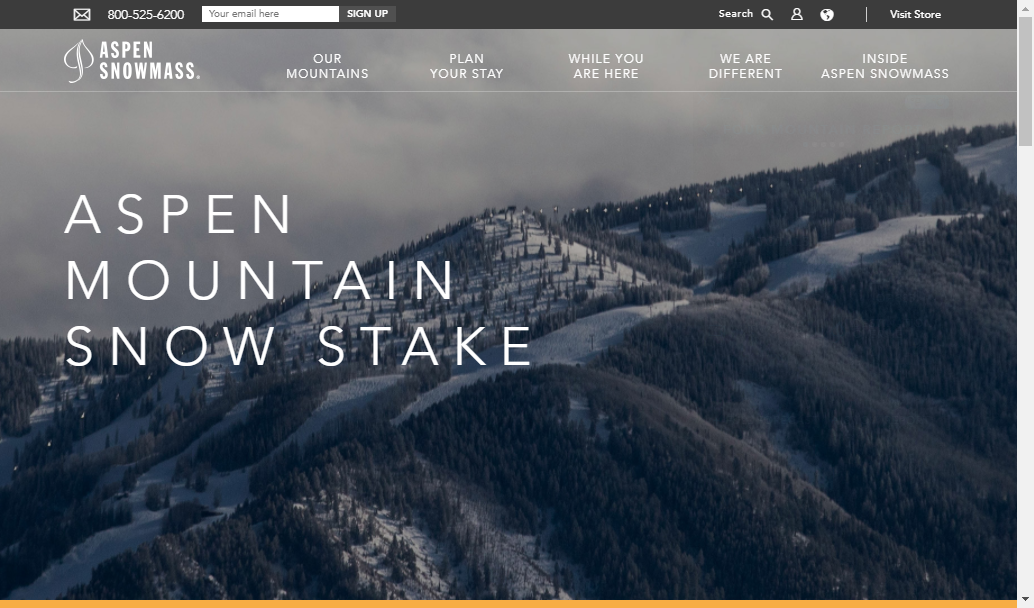 800-525-6200
Your email here
SIGN UP
Search
Visit Store
ASPEN
SNOWMASS.
OUR
MOUNTAINS
PLAN
YOUR STAY
WHILE YOU
ARE HERE
WE ARE
DIFFERENT
INSIDE
ASPEN SNOWMASS
ASPEN
MOUNTAIN
SNOW STAKE